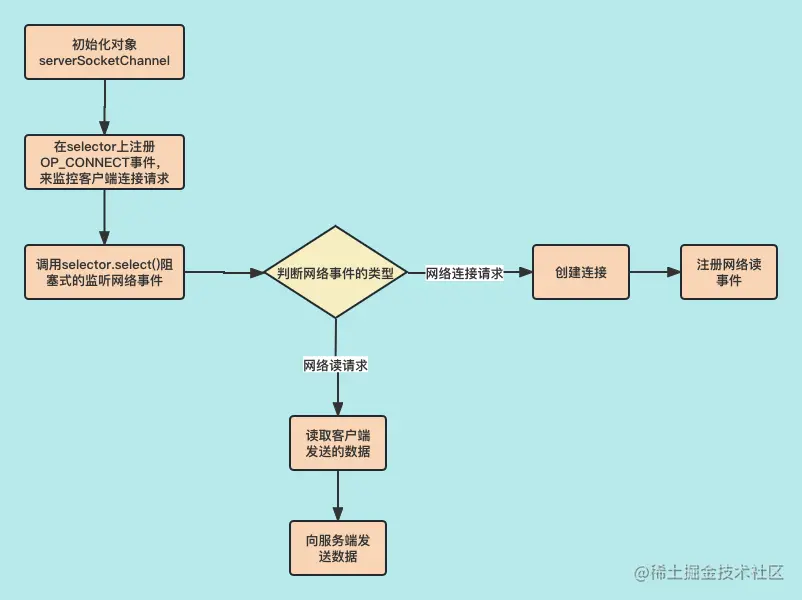 初始化对象
serverSocketChannel
在selector上注册
OP_CONNECT事件，
来监控客户端连接请求
调用selector.select()阻
塞式的监听网络事件
判断网络事件的类型
网络连接请求
创建连接
注册网络读
事件
网络读请求
读取客户端
发送的数据
向服务端发
送数据
@稀土掘金技术社区